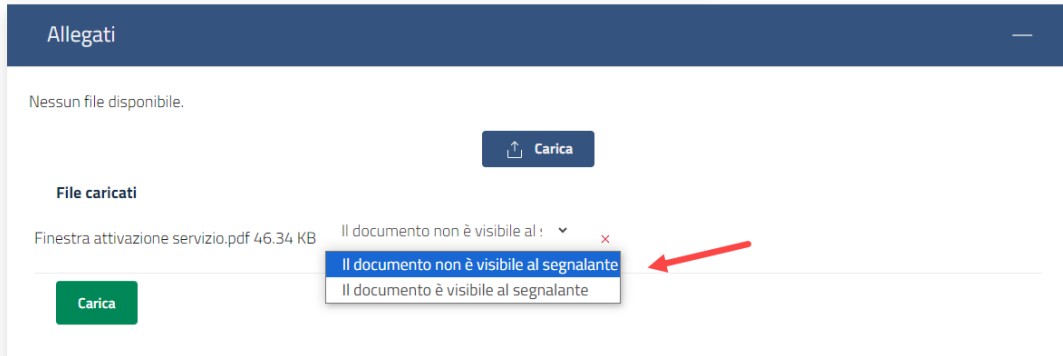 Allegati
Nessun file disponibile.
Carica
File caricati
Finestra attivazione servizio.pdf 46.34 KB
Il documento non è visibile al s
Il documento non è visibile al segnalante
Il documento è visibile al segnalante
Carica